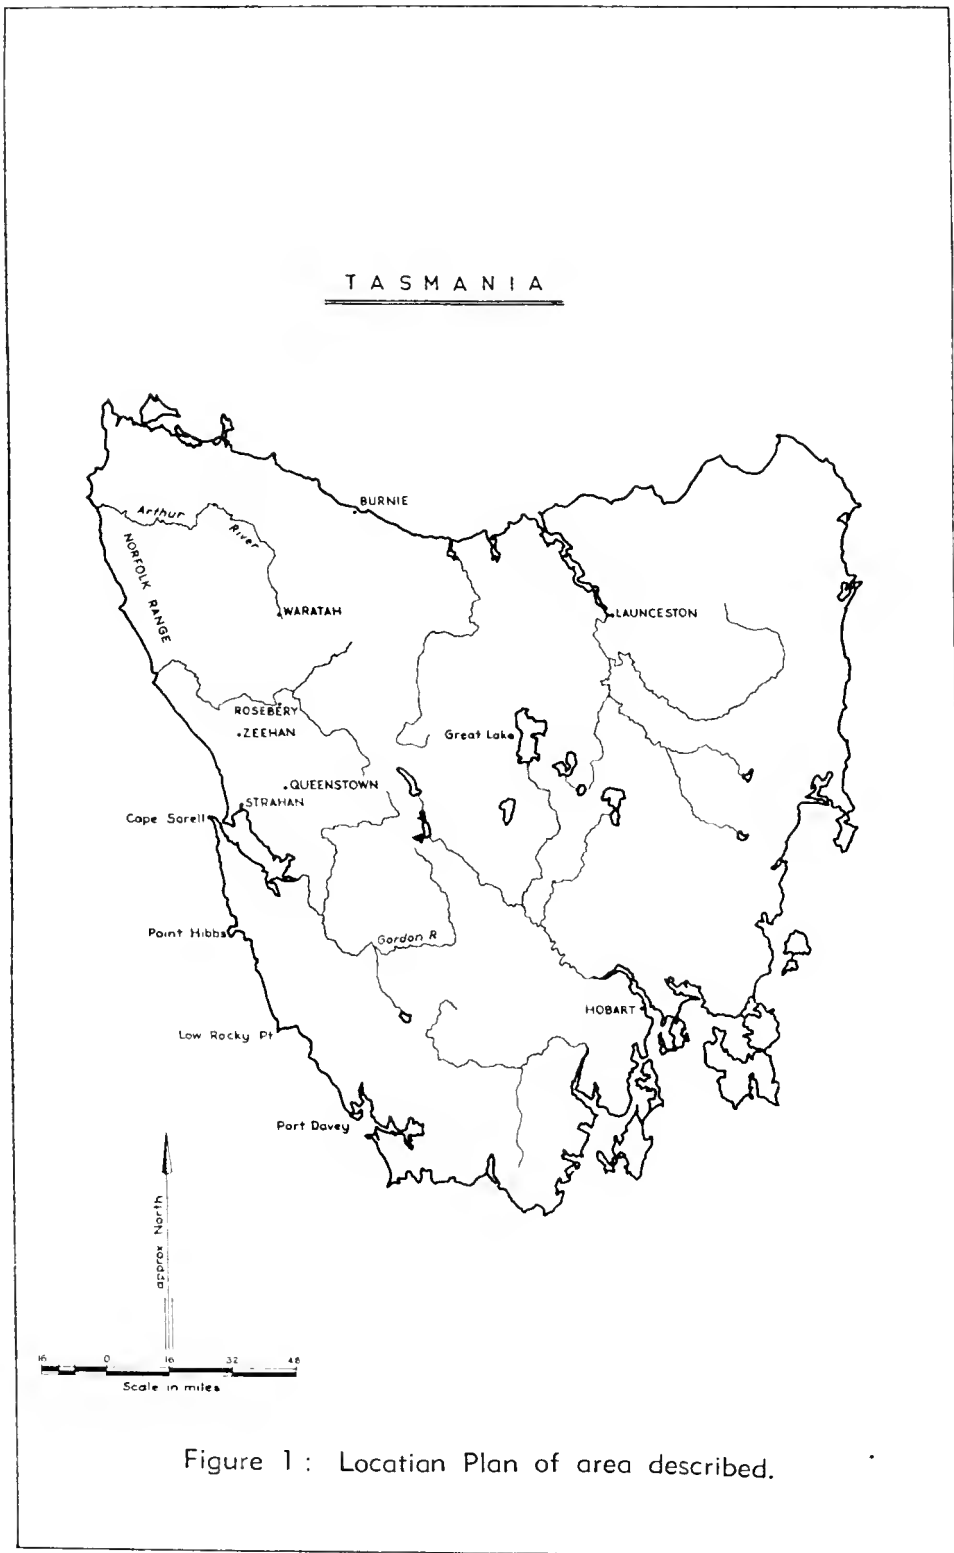 TASMANIA
BURNIE
Arthur River
NORFOLK RANGE
WARATAH
LAUNCESTON
ROSEBERY
ZEEHAN
Great Lake
QUEENSTOWN
STRAHAN
Cape Sorell
Point Hibbs
Gordon R
HOBART
Low Rocky Pt
Port Davey
approx North
16 0 16 32 48
Scale in miles
Figure 1 : Location Plan of area described.